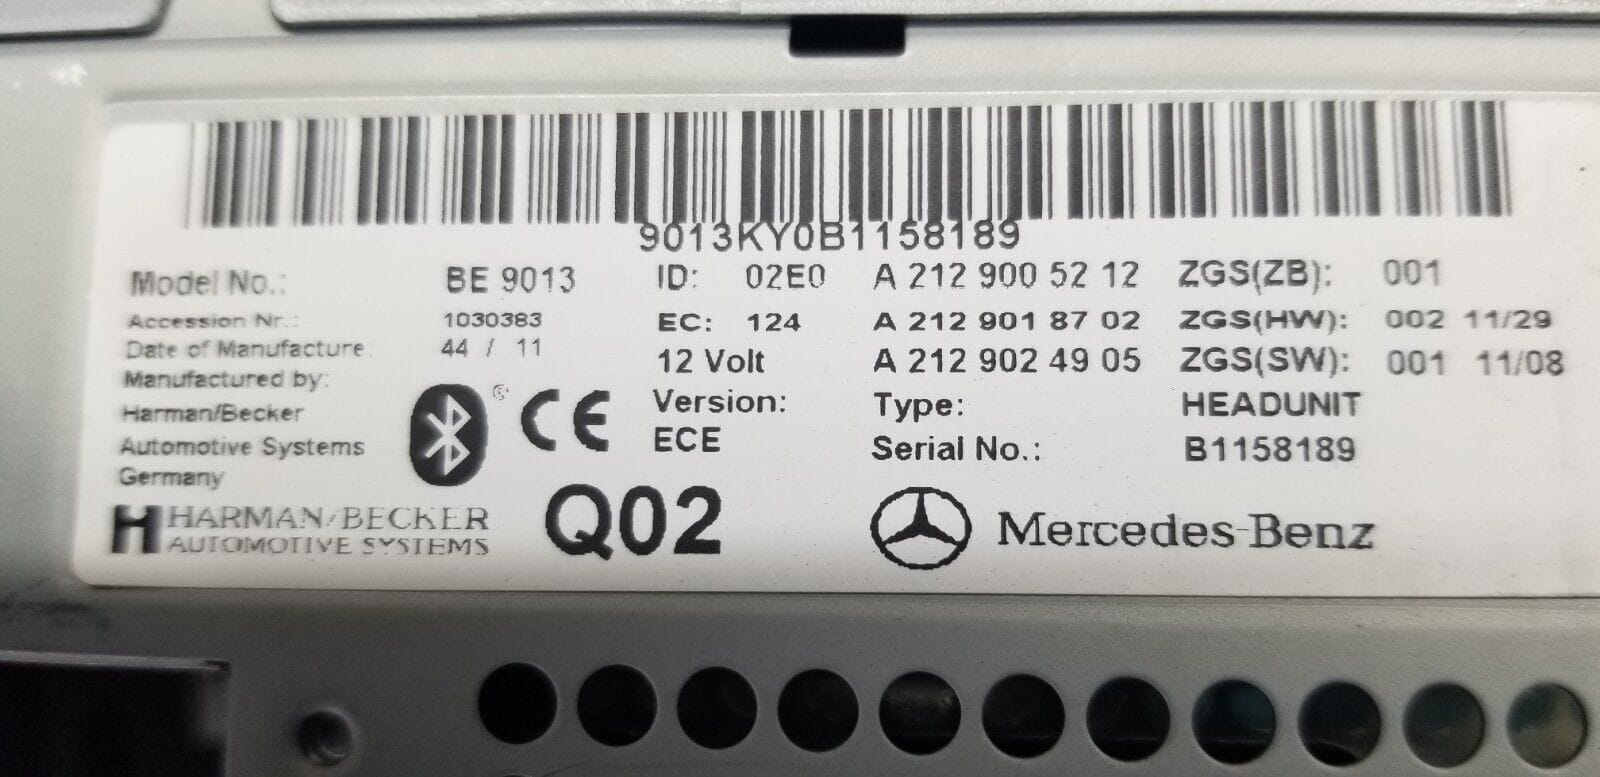 9013KY0B1158189
Model No.: BE 9013 ID: 02E0 A 212 900 52 12 ZGS(ZB): 001
Accession Nr.: 1030383 EC: 124 A 212 901 87 02 ZGS(HW): 002 11/29
Date of Manufacture: 44 / 11 12 Volt A 212 902 49 05 ZGS(SW): 001 11/08
Manufactured by:
Harman/Becker ® CE Version: Type: HEADUNIT
Automotive Systems ECE Serial No.: B1158189
Germany
HARMAN/BECKER Q02 Mercedes-Benz
AUTOMOTIVE SYSTEMS